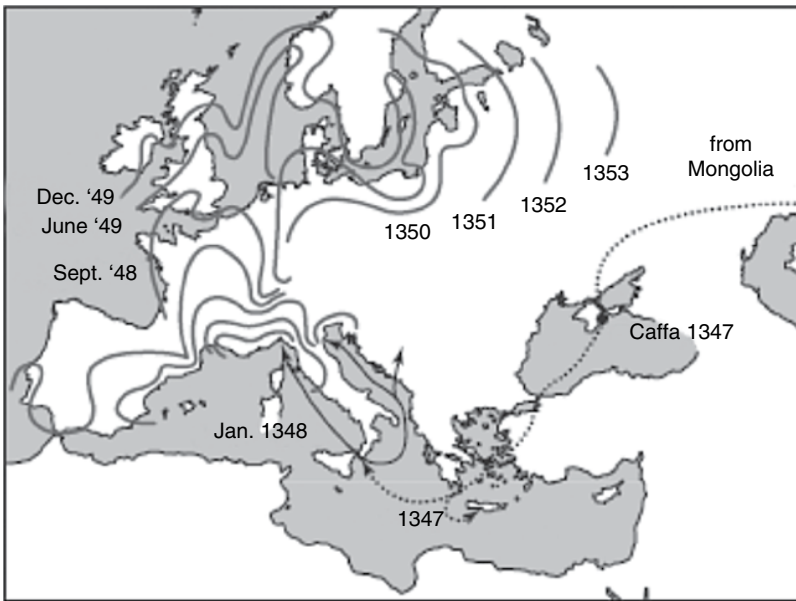 from
Mongolia
1353
Dec. ‘49
1352
1351
June ‘49
1350
Sept. ‘48
Caffa 1347
Jan. 1348
1347